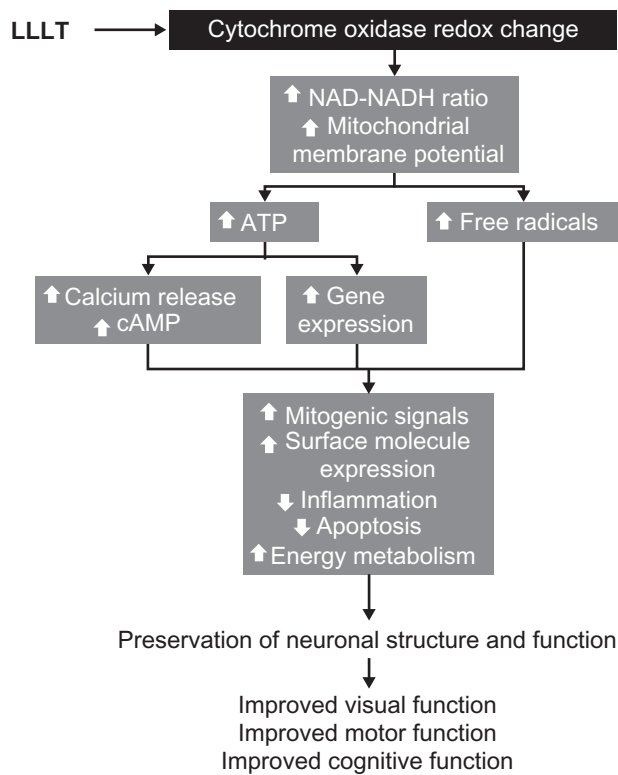 LLLT
Cytochrome oxidase redox change
NAD-NADH ratio
Mitochondrial
membrane potential
ATP
Free radicals
Calcium release
cAMP
Gene
expression
Mitogenic signals
Surface molecule
expression
Inflammation
Apoptosis
Energy metabolism
Preservation of neuronal structure and function
Improved visual function
Improved motor function
Improved cognitive function